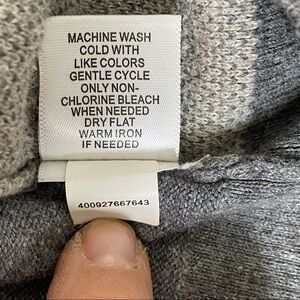 MACHINE WASH
COLD WITH
LIKE COLORS
GENTLE CYCLE
ONLY NON-
CHLORINE BLEACH
WHEN NEEDED
DRY FLAT
WARM IRON
IF NEEDED
400927667643